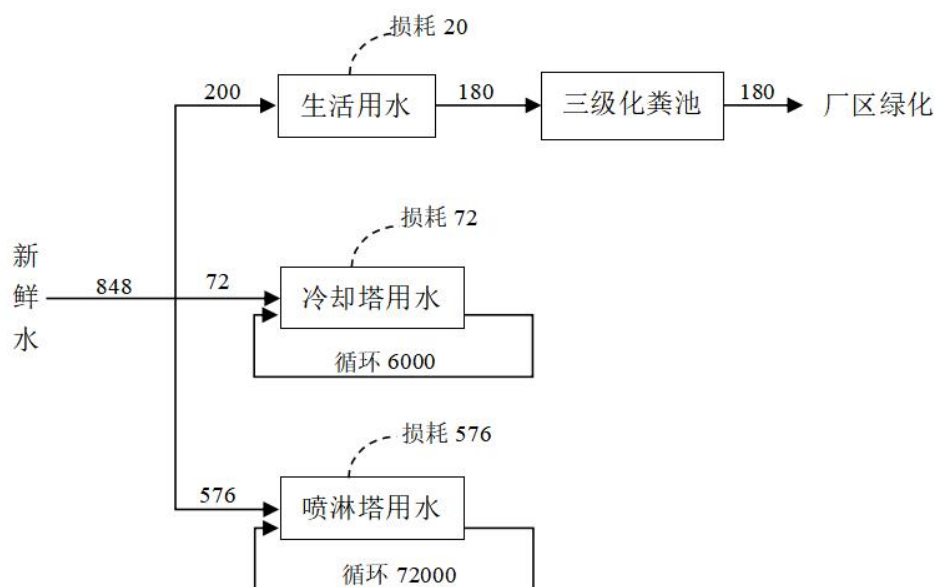 损耗 20
200
生活用水
180
三级化粪池
180
厂区绿化
损耗 72
新鲜水
848
72
冷却塔用水
循环 6000
损耗 576
576
喷淋塔用水
循环 72000